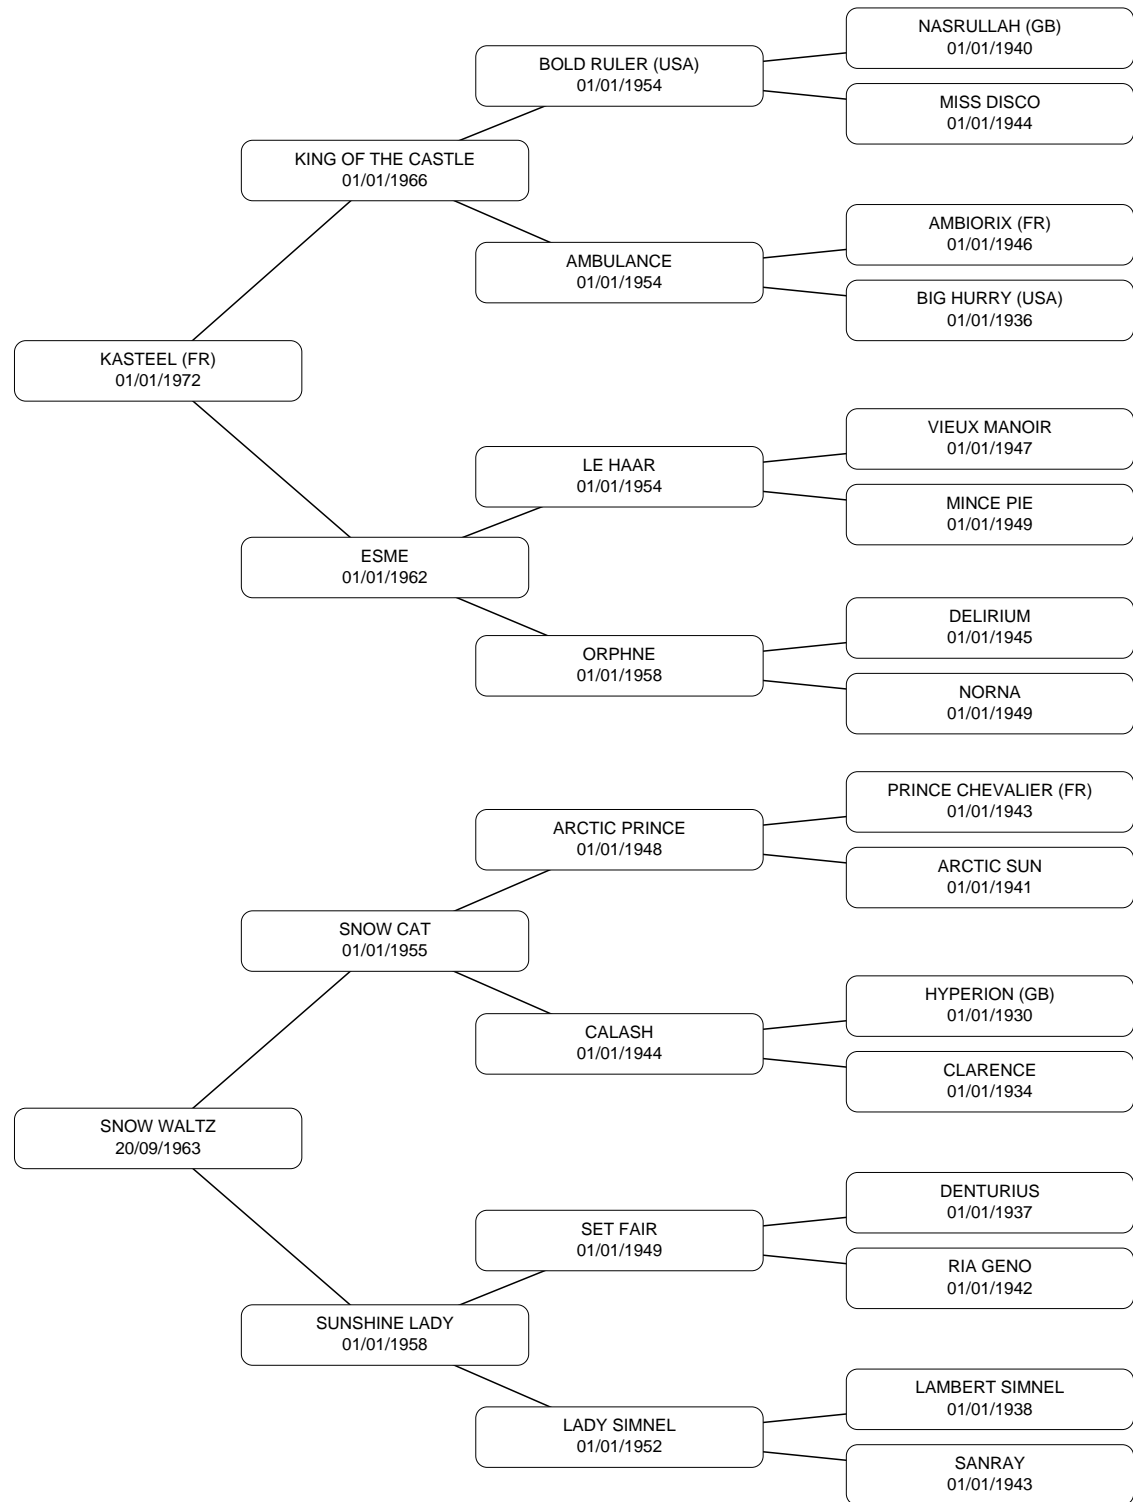 NASRULLAH (GB)
01/01/1940
BOLD RULER (USA)
01/01/1954
MISS DISCO
01/01/1944
KING OF THE CASTLE
01/01/1966
AMBIORIX (FR)
01/01/1946
AMBULANCE
01/01/1954
BIG HURRY (USA)
01/01/1936
KASTEEL (FR)
01/01/1972
VIEUX MANOIR
01/01/1947
LE HAAR
01/01/1954
MINCE PIE
01/01/1949
ESME
01/01/1962
DELIRIUM
01/01/1945
ORPHNE
01/01/1958
NORNA
01/01/1949
PRINCE CHEVALIER (FR)
01/01/1943
ARCTIC PRINCE
01/01/1948
ARCTIC SUN
01/01/1941
SNOW CAT
01/01/1955
HYPERION (GB)
01/01/1930
CALASH
01/01/1944
CLARENCE
01/01/1934
SNOW WALTZ
20/09/1963
DENTURIUS
01/01/1937
SET FAIR
01/01/1949
RIA GENO
01/01/1942
SUNSHINE LADY
01/01/1958
LAMBERT SIMNEL
01/01/1938
LADY SIMNEL
01/01/1952
SANRAY
01/01/1943